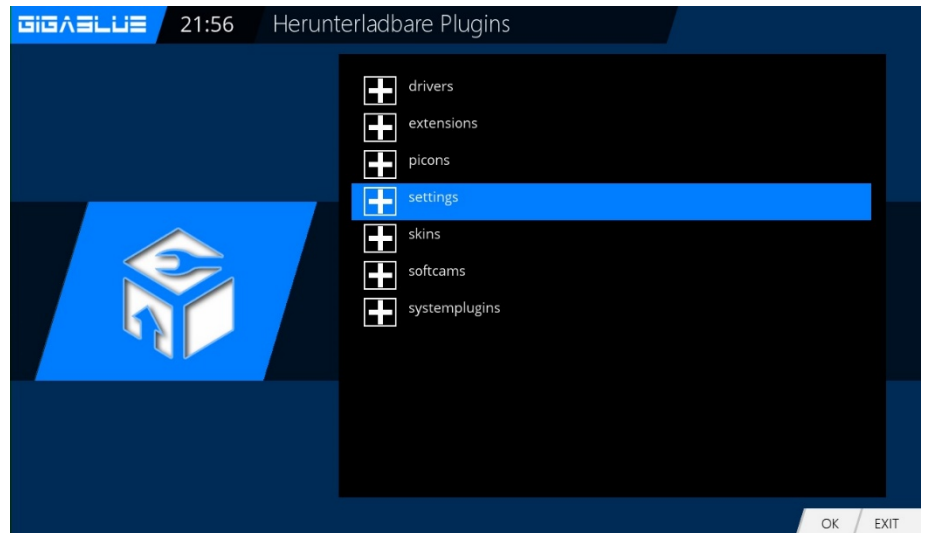 GIGABLUE 21:56 Herunterladbare Plugins
drivers
extensions
picons
settings
skins
softcams
systemplugins
OK EXIT